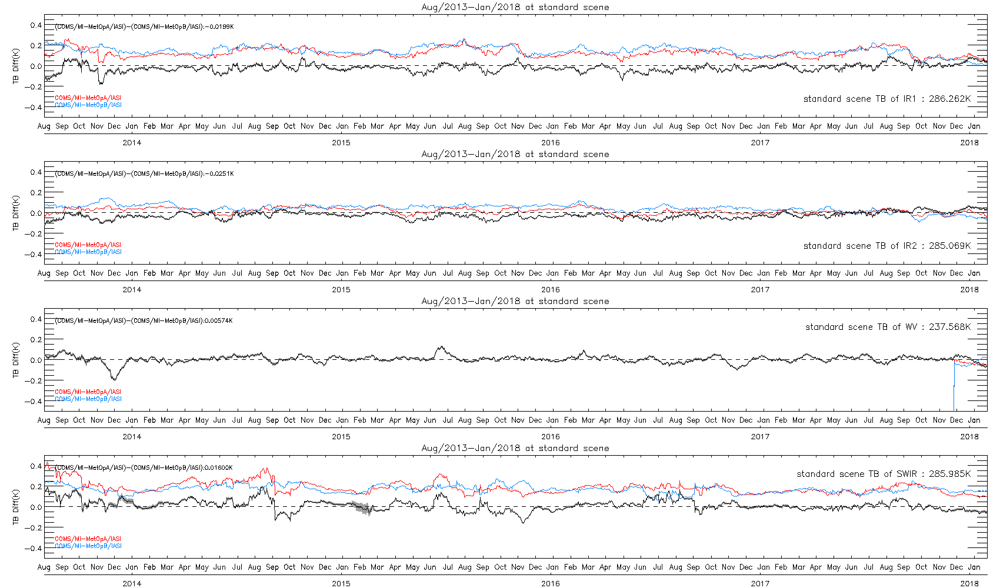 Aug/2013-Jan/2018 at standard scene
0.4
(COMS/MI-MetOpA/IASI)-(COMS/MI-MetOpB/IASI):-0.0199K
0.2
TB Diff(K)
0.0
-0.2
COMS/MI-MetOpA/IASI
standard scene TB of IR1 : 286.262K
COMS/MI-MetOpB/IASI
-0.4
Aug Sep Oct Nov Dec Jan Feb Mar Apr May Jun Jul Aug Sep Oct Nov Dec Jan Feb Mar Apr May Jun Jul Aug Sep Oct Nov Dec Jan Feb Mar Apr May Jun Jul Aug Sep Oct Nov Dec Jan Feb Mar Apr May Jun Jul Aug Sep Oct Nov Dec Jan
2014 2015 2016 2017 2018
Aug/2013-Jan/2018 at standard scene
0.4
(COMS/MI-MetOpA/IASI)-(COMS/MI-MetOpB/IASI):-0.0251K
0.2
TB Diff(K)
0.0
-0.2
COMS/MI-MetOpA/IASI
standard scene TB of IR2 : 285.069K
COMS/MI-MetOpB/IASI
-0.4
Aug Sep Oct Nov Dec Jan Feb Mar Apr May Jun Jul Aug Sep Oct Nov Dec Jan Feb Mar Apr May Jun Jul Aug Sep Oct Nov Dec Jan Feb Mar Apr May Jun Jul Aug Sep Oct Nov Dec Jan Feb Mar Apr May Jun Jul Aug Sep Oct Nov Dec Jan
2014 2015 2016 2017 2018
Aug/2013-Jan/2018 at standard scene
0.4
(COMS/MI-MetOpA/IASI)-(COMS/MI-MetOpB/IASI):0.00574K
standard scene TB of WV : 237.568K
0.2
TB Diff(K)
0.0
-0.2
COMS/MI-MetOpA/IASI
COMS/MI-MetOpB/IASI
-0.4
Aug Sep Oct Nov Dec Jan Feb Mar Apr May Jun Jul Aug Sep Oct Nov Dec Jan Feb Mar Apr May Jun Jul Aug Sep Oct Nov Dec Jan Feb Mar Apr May Jun Jul Aug Sep Oct Nov Dec Jan Feb Mar Apr May Jun Jul Aug Sep Oct Nov Dec Jan
2014 2015 2016 2017 2018
Aug/2013-Jan/2018 at standard scene
0.4
(COMS/MI-MetOpA/IASI)-(COMS/MI-MetOpB/IASI):0.01600K
standard scene TB of SWIR : 285.985K
0.2
TB Diff(K)
0.0
-0.2
COMS/MI-MetOpA/IASI
COMS/MI-MetOpB/IASI
-0.4
Aug Sep Oct Nov Dec Jan Feb Mar Apr May Jun Jul Aug Sep Oct Nov Dec Jan Feb Mar Apr May Jun Jul Aug Sep Oct Nov Dec Jan Feb Mar Apr May Jun Jul Aug Sep Oct Nov Dec Jan Feb Mar Apr May Jun Jul Aug Sep Oct Nov Dec Jan
2014 2015 2016 2017 2018